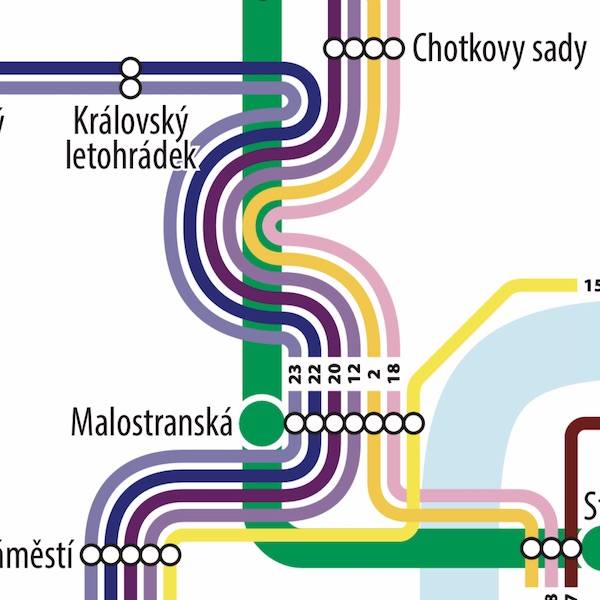 Chotkovy sady
Královský
letohrádek
15
23 22 20 12 2 18
Malostranská